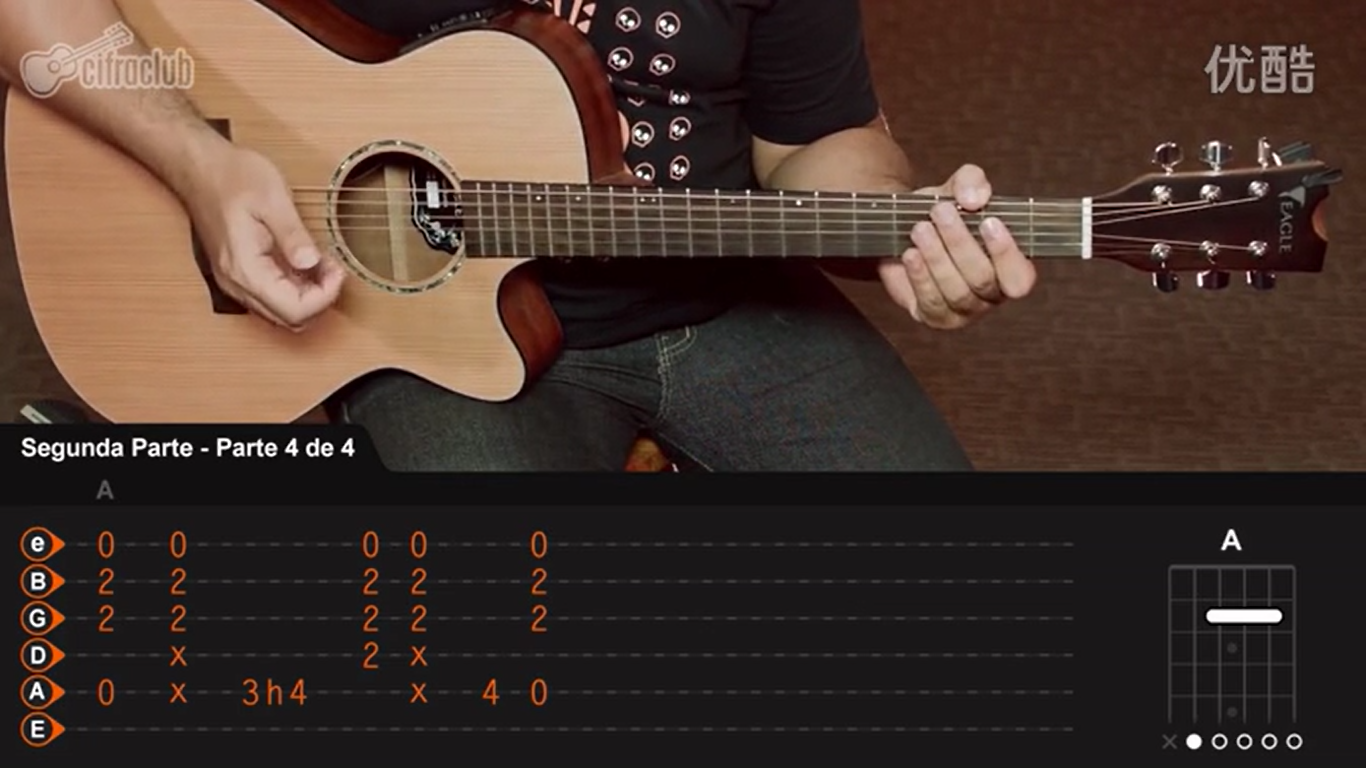 cifraclub
优酷
EAGLE
Segunda Parte - Parte 4 de 4
A
A
e 0 0 0 0 0
B 2 2 2 2 2
G 2 2 2 2 2
D x 2 x
A 0 x 3h4 x 4 0
E